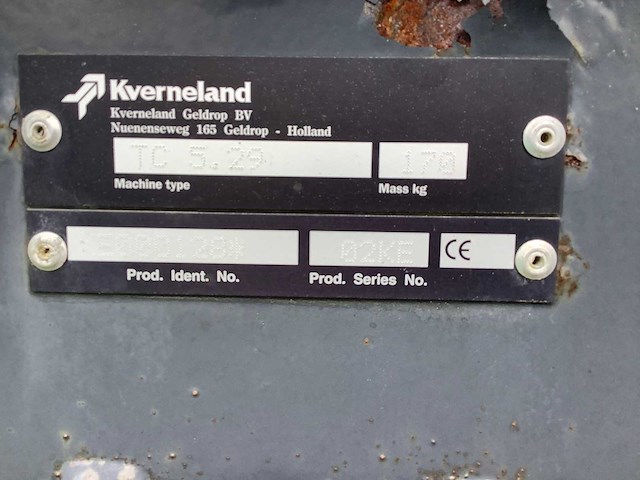 Kverneland
Kverneland Geldrop BV
Nuenenseweg 165 Geldrop - Holland
TC 5.29 170
Machine type Mass kg
02KE CE
Prod. Ident. No. Prod. Series No.